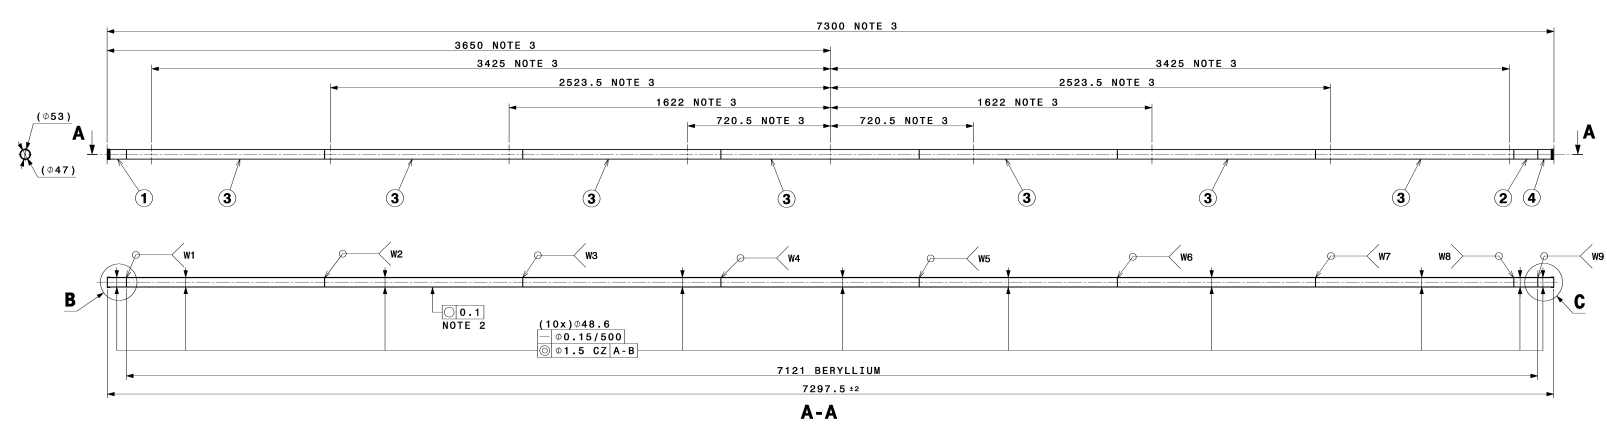 7300 NOTE 3
3650 NOTE 3
3425 NOTE 3
3425 NOTE 3
2523.5 NOTE 3
2523.5 NOTE 3
1622 NOTE 3
1622 NOTE 3
720.5 NOTE 3
720.5 NOTE 3
(Φ53)
A
A
(Φ47)
1
3
3
3
3
3
3
3
2
4
W1
W2
W3
W4
W5
W6
W7
W8
W9
B
C
0.1
NOTE 2
(10x)Φ48.6
Φ0.15/500
Φ1.5 CZ A-B
7121 BERYLLIUM
7297.5 ±2
A-A